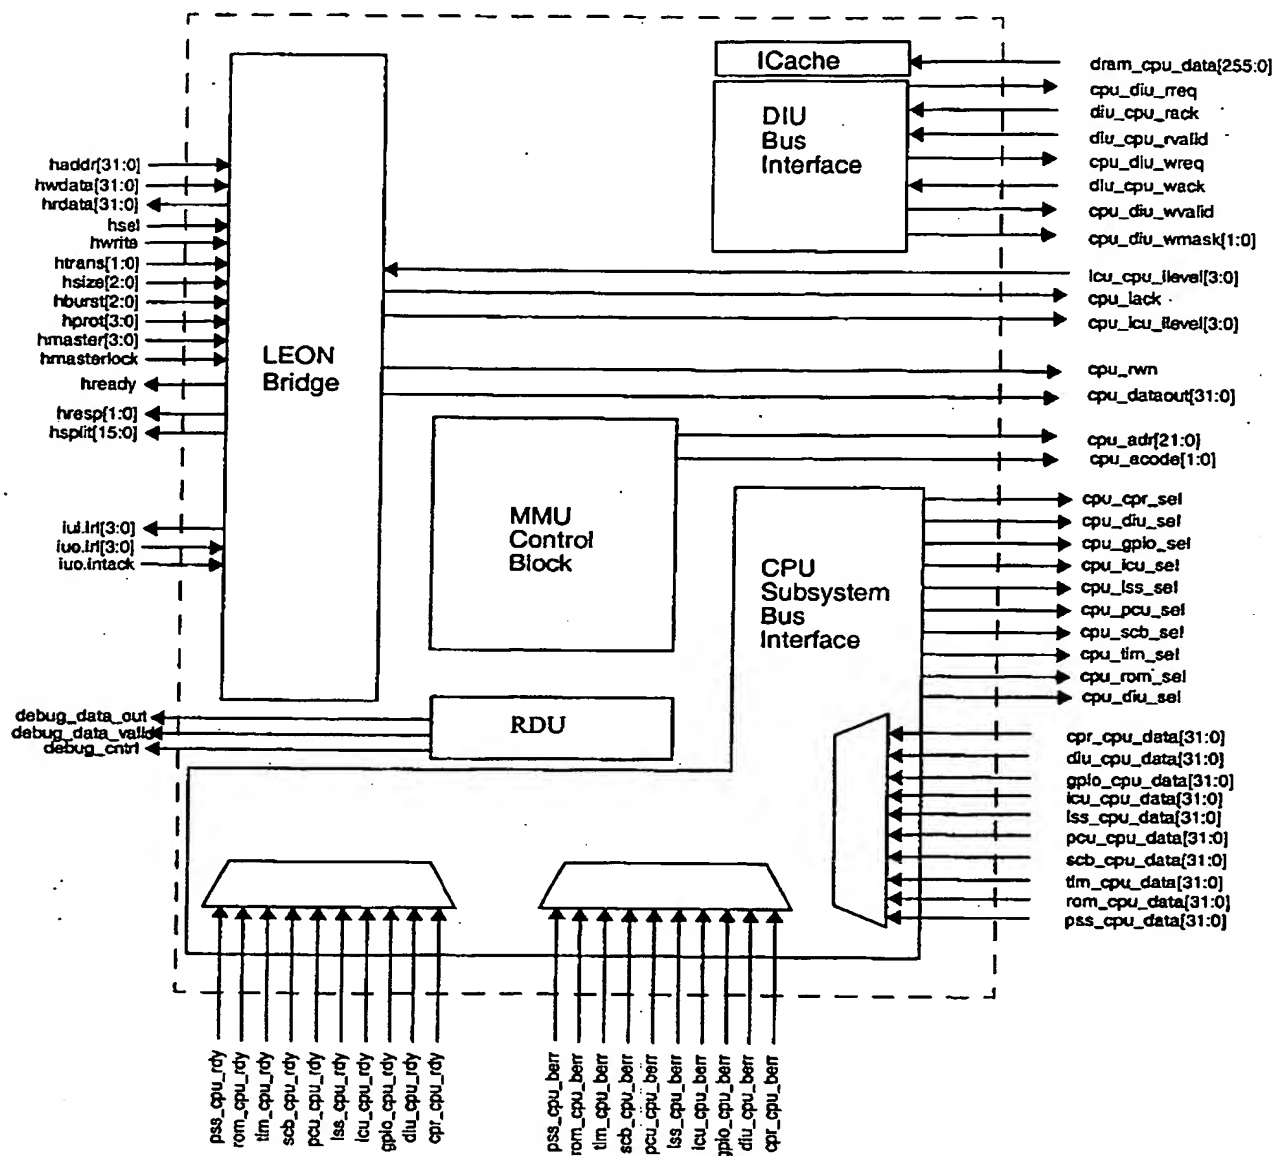 ICache
DIU
Bus
Interface
dram_cpu_data[255:0]
cpu_diu_rreq
diu_cpu_rack
diu_cpu_rvalid
cpu_diu_wreq
diu_cpu_wack
cpu_diu_wvalid
cpu_diu_wmask[1:0]
icu_cpu_ilevel[3:0]
cpu_iack
cpu_icu_ilevel[3:0]
cpu_rwn
cpu_dataout[31:0]
cpu_adr[21:0]
cpu_acode[1:0]
haddr[31:0]
hwdata[31:0]
hrdata[31:0]
hsel
hwrite
htrans[1:0]
hsize[2:0]
hburst[2:0]
hprot[3:0]
hmaster[3:0]
hmasterlock
hready
hresp[1:0]
hsplit[15:0]
iui.irl[3:0]
iuo.irl[3:0]
iuo.intack
LEON
Bridge
MMU
Control
Block
CPU
Subsystem
Bus
Interface
cpu_cpr_sel
cpu_diu_sel
cpu_gpio_sel
cpu_icu_sel
cpu_lss_sel
cpu_pcu_sel
cpu_scb_sel
cpu_tim_sel
cpu_rom_sel
cpu_diu_sel
debug_data_out
debug_data_valid
debug_cntrl
RDU
cpr_cpu_data[31:0]
diu_cpu_data[31:0]
gpio_cpu_data[31:0]
icu_cpu_data[31:0]
lss_cpu_data[31:0]
pcu_cpu_data[31:0]
scb_cpu_data[31:0]
tim_cpu_data[31:0]
rom_cpu_data[31:0]
pss_cpu_data[31:0]
pss_cpu_rdy
rom_cpu_rdy
tim_cpu_rdy
scb_cpu_rdy
pcu_cpu_rdy
lss_cpu_rdy
icu_cpu_rdy
gpio_cpu_rdy
diu_cpu_rdy
cpr_cpu_rdy
pss_cpu_berr
rom_cpu_berr
tim_cpu_berr
scb_cpu_berr
pcu_cpu_berr
lss_cpu_berr
icu_cpu_berr
gpio_cpu_berr
diu_cpu_berr
cpr_cpu_berr